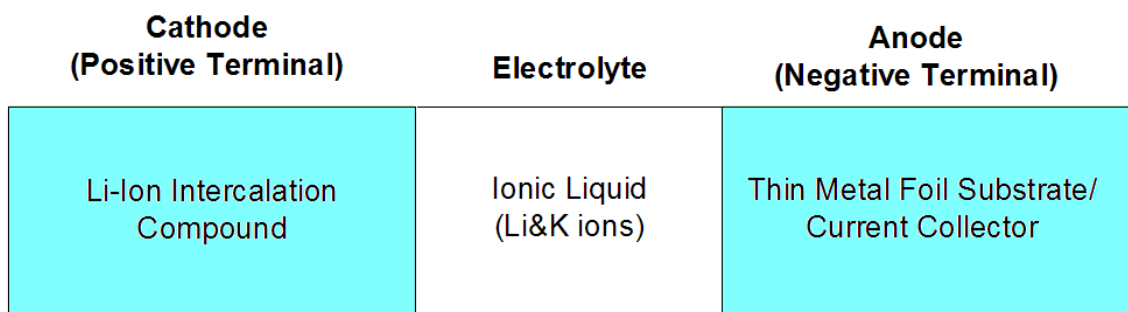 Cathode
(Positive Terminal)
Electrolyte
Anode
(Negative Terminal)
Li-Ion Intercalation
Compound
Ionic Liquid
(Li&K ions)
Thin Metal Foil Substrate/
Current Collector